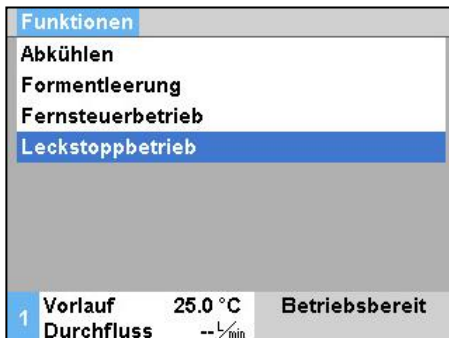 Funktionen
Abkühlen
Formentleerung
Fernsteuerbetrieb
Leckstoppbetrieb
1
Vorlauf 25.0 °C Betriebsbereit
Durchfluss -- L/min